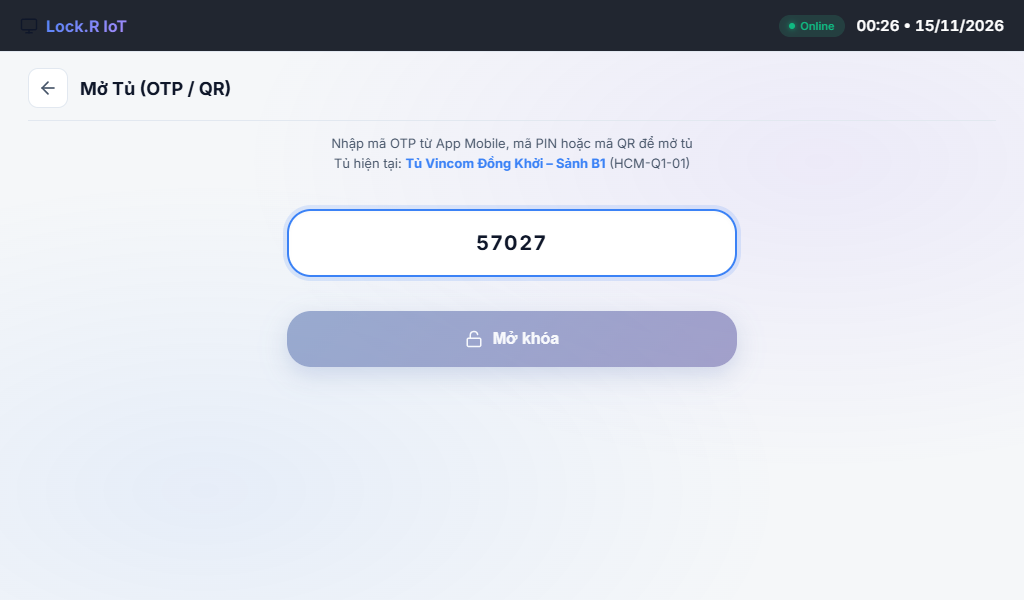 Lock.R IoT
Online
00:26 • 15/11/2026
Mở Tủ (OTP / QR)
Nhập mã OTP từ App Mobile, mã PIN hoặc mã QR để mở tủ
Tủ hiện tại: Tủ Vincom Đồng Khởi – Sảnh B1 (HCM-Q1-01)
57027
Mở khóa